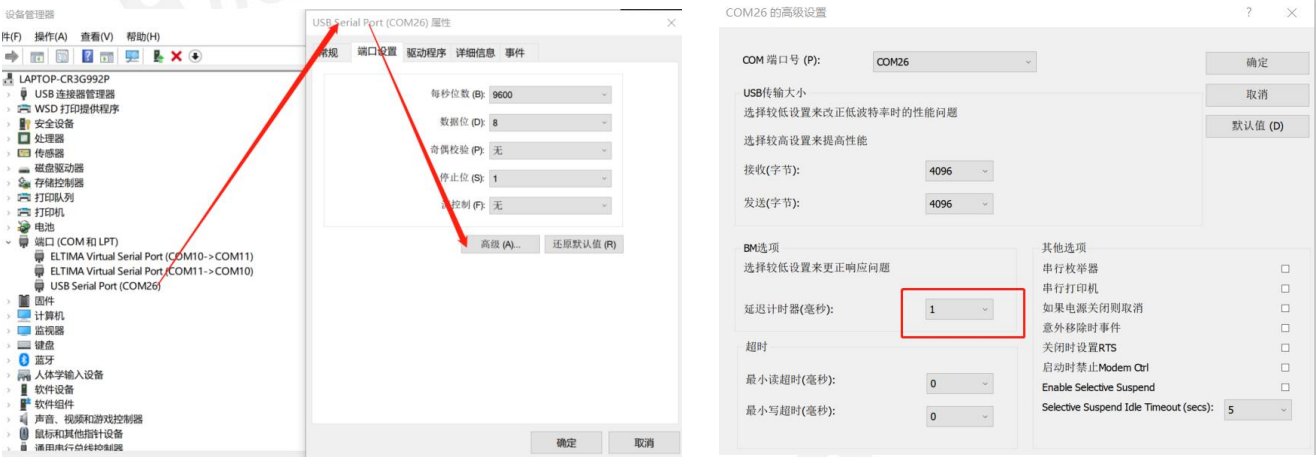 设备管理器
件(F) 操作(A) 查看(V) 帮助(H)
LAPTOP-CR3G992P
USB 连接器管理器
WSD 打印提供程序
安全设备
处理器
传感器
磁盘驱动器
存储控制器
打印队列
打印机
电池
端口 (COM 和 LPT)
ELTIMA Virtual Serial Port (COM10->COM11)
ELTIMA Virtual Serial Port (COM11->COM10)
USB Serial Port (COM26)
固件
计算机
监视器
键盘
蓝牙
人体学输入设备
软件设备
软件组件
声音、视频和游戏控制器
鼠标和其他指针设备
通用串行总线控制器
USB Serial Port (COM26) 属性
常规 端口设置 驱动程序 详细信息 事件
每秒位数 (B): 9600
数据位 (D): 8
奇偶校验 (P): 无
停止位 (S): 1
流控制 (F): 无
高级 (A)... 还原默认值 (R)
确定 取消
COM26 的高级设置
COM 端口号 (P): COM26
确定
取消
默认值 (D)
USB传输大小
选择较低设置来改正低波特率时的性能问题
选择较高设置来提高性能
接收(字节): 4096
发送(字节): 4096
BM选项
选择较低设置来更正响应问题
延迟计时器(毫秒): 1
超时
最小读超时(毫秒): 0
最小写超时(毫秒): 0
其他选项
串行枚举器
串行打印机
如果电源关闭则取消
意外移除时事件
关闭时设置RTS
启动时禁止Modem Ctrl
Enable Selective Suspend
Selective Suspend Idle Timeout (secs): 5